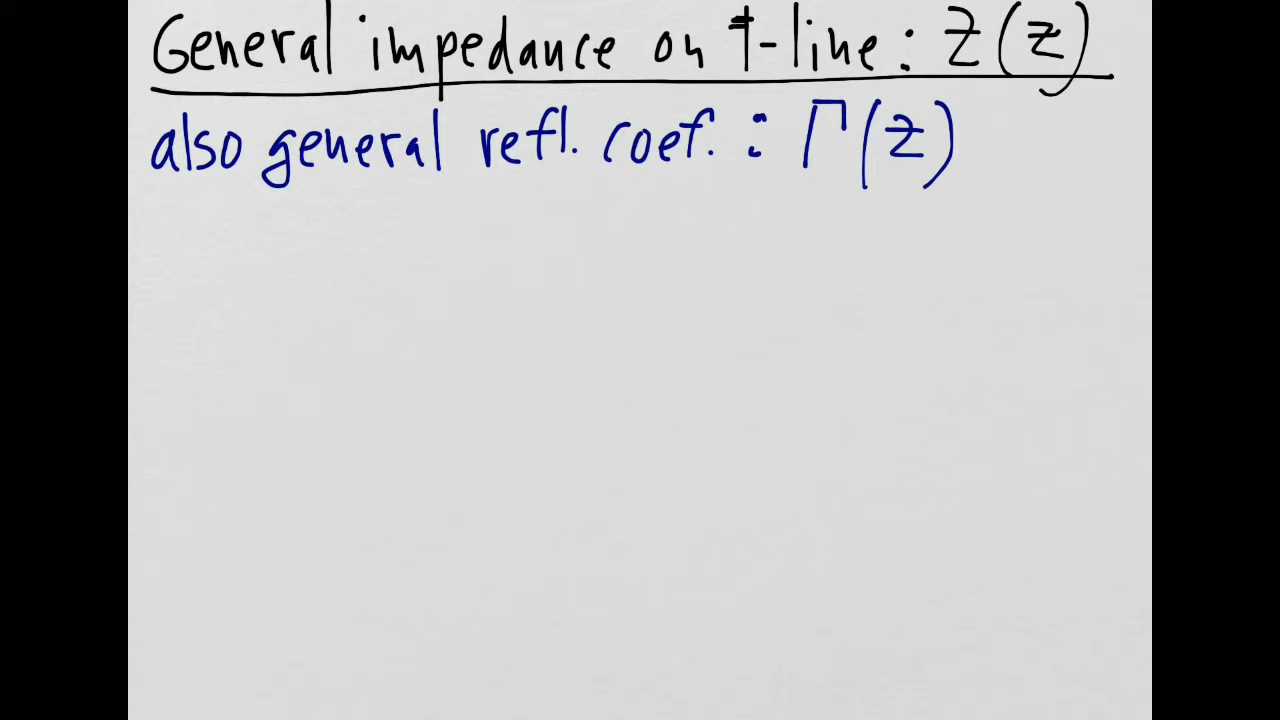 General impedance on t-line: Z(z)
also general refl. coef. : Γ(z)